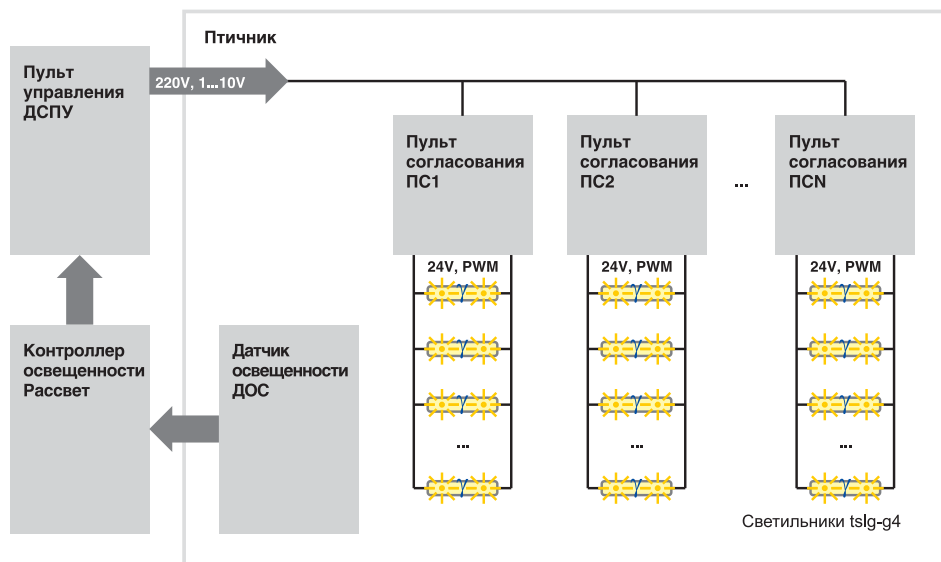 Птичник
Пульт
управления
ДСПУ
220V, 1...10V
Пульт
согласования
ПС1
Пульт
согласования
ПС2
...
Пульт
согласования
ПСN
24V, PWM
24V, PWM
24V, PWM
Контроллер
освещенности
Рассвет
Датчик
освещенности
ДОС
...
...
...
Светильники tslg-g4